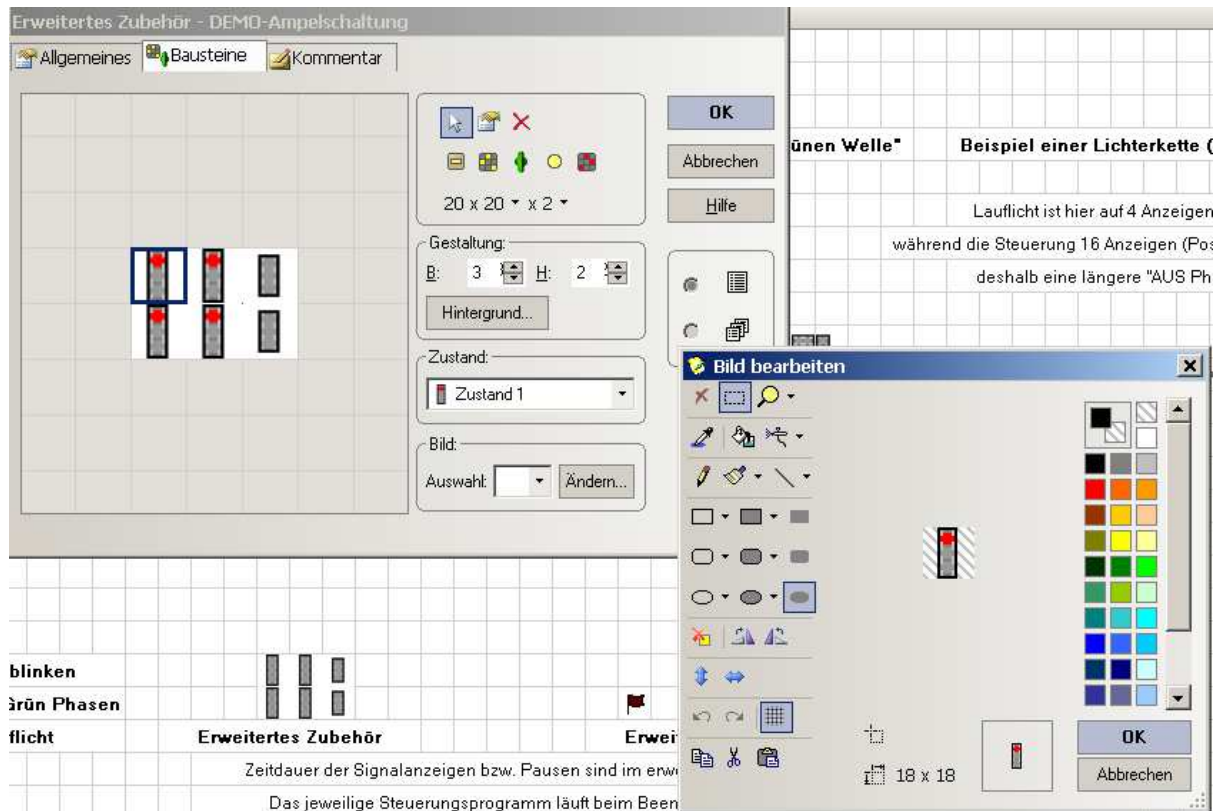 Erweitertes Zubehör - DEMO-Ampelschaltung
Allgemeines Bausteine Kommentar
OK
Abbrechen
20 x 20 x 2
Hilfe
Gestaltung:
B: 3 H: 2
Hintergrund...
Zustand:
Zustand 1
Bild:
Auswahl: Ändern...
ünen Welle" Beispiel einer Lichterkette (
Lauflicht ist hier auf 4 Anzeigen
während die Steuerung 16 Anzeigen (Pos
deshalb eine längere "AUS Ph
Bild bearbeiten
18 x 18
OK
Abbrechen
blinken
Grün Phasen
flicht Erweitertes Zubehör Erwei
Zeitdauer der Signalanzeigen bzw. Pausen sind im erw
Das jeweilige Steuerungsprogramm läuft beim Been